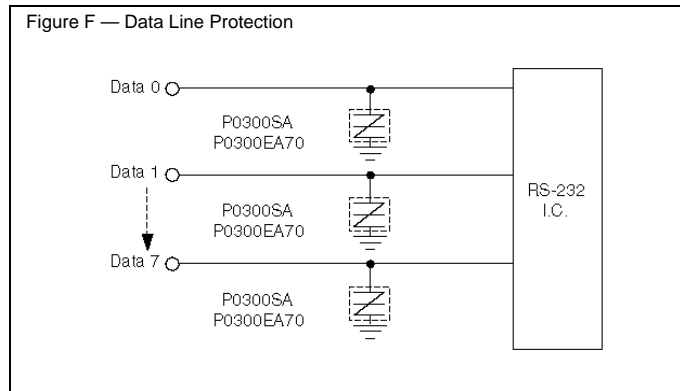 Figure F — Data Line Protection
Data 0
P0300SA
P0300EA70
Data 1
P0300SA
P0300EA70
Data 7
P0300SA
P0300EA70
RS-232
I.C.